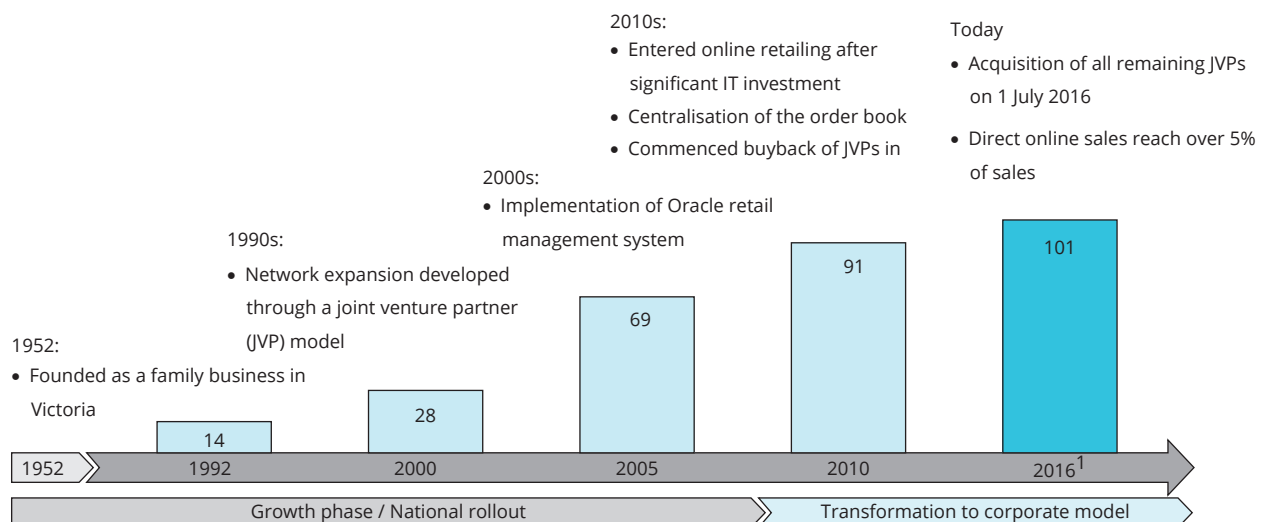 1952:
• Founded as a family business in
Victoria
1990s:
• Network expansion developed
through a joint venture partner
(JVP) model
2000s:
• Implementation of Oracle retail
management system
2010s:
• Entered online retailing after
significant IT investment
• Centralisation of the order book
• Commenced buyback of JVPs in
Today
• Acquisition of all remaining JVPs
on 1 July 2016
• Direct online sales reach over 5%
of sales
14
28
69
91
101
1952
1992
2000
2005
2010
2016¹
Growth phase / National rollout
Transformation to corporate model